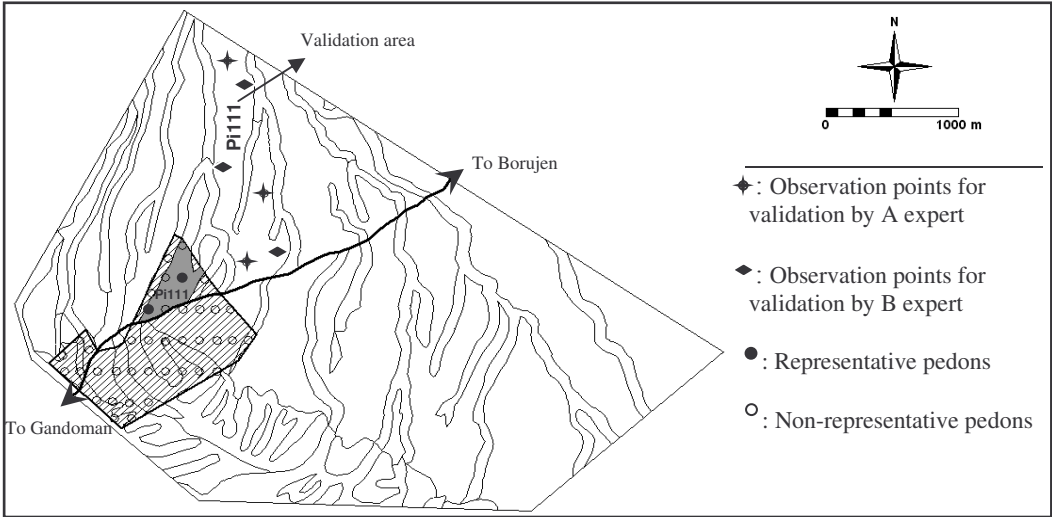 Validation area
N
Pi111
0 1000 m
To Borujen
: Observation points for
validation by A expert
Pi111
: Observation points for
validation by B expert
: Representative pedons
To Gandoman
: Non-representative pedons